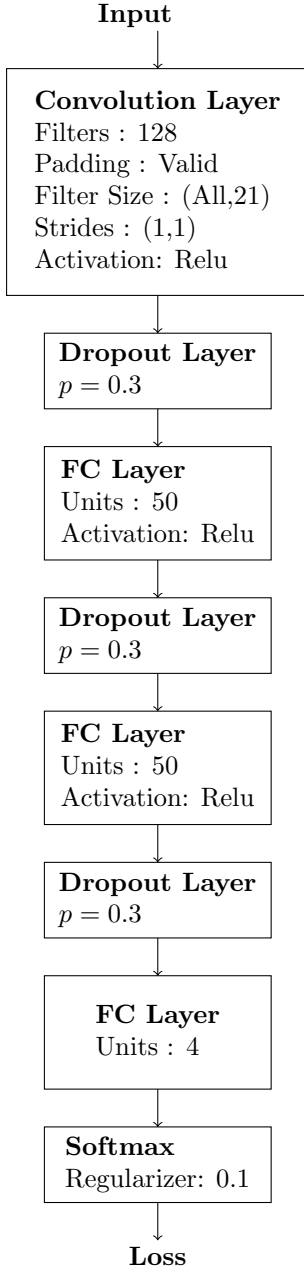 Input
Convolution Layer
Filters : 128
Padding : Valid
Filter Size : (All,21)
Strides : (1,1)
Activation: Relu
Dropout Layer
p = 0.3
FC Layer
Units : 50
Activation: Relu
Dropout Layer
p = 0.3
FC Layer
Units : 50
Activation: Relu
Dropout Layer
p = 0.3
FC Layer
Units : 4
Softmax
Regularizer: 0.1
Loss